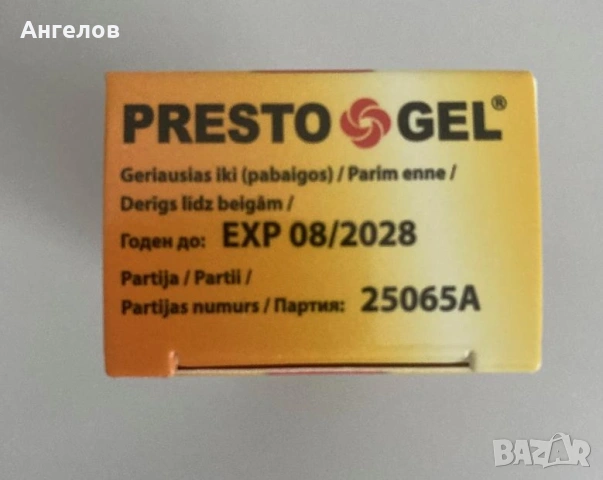 Ангелов
PRESTO GEL®
Geriausias iki (pabaigos) / Parim enne /
Derīgs līdz beigām /
Годен до: EXP 08/2028
Partija / Partii /
Partijas numurs / Партия: 25065A
BAZAR